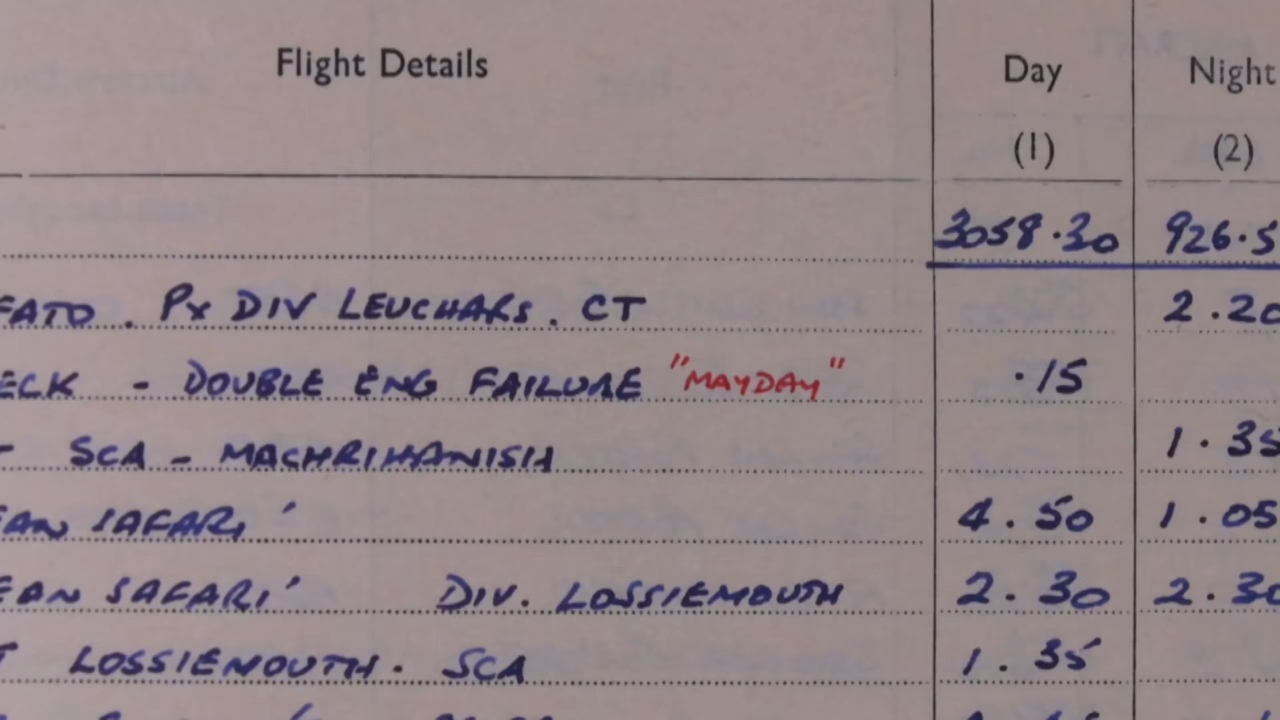 Flight Details Day Night
(1) (2)
3058.30 926.5
FATO. Px DIV LEUCHARS. CT 2.20
ECK - DOUBLE ENG FAILURE "MAYDAY" .15
SCA - MACHRIHANISH 1.35
EAN SAFARI' 4.50 1.05
EAN SAFARI' DIV. LOSSIEMOUTH 2.30 2.30
T LOSSIEMOUTH. SCA 1.35